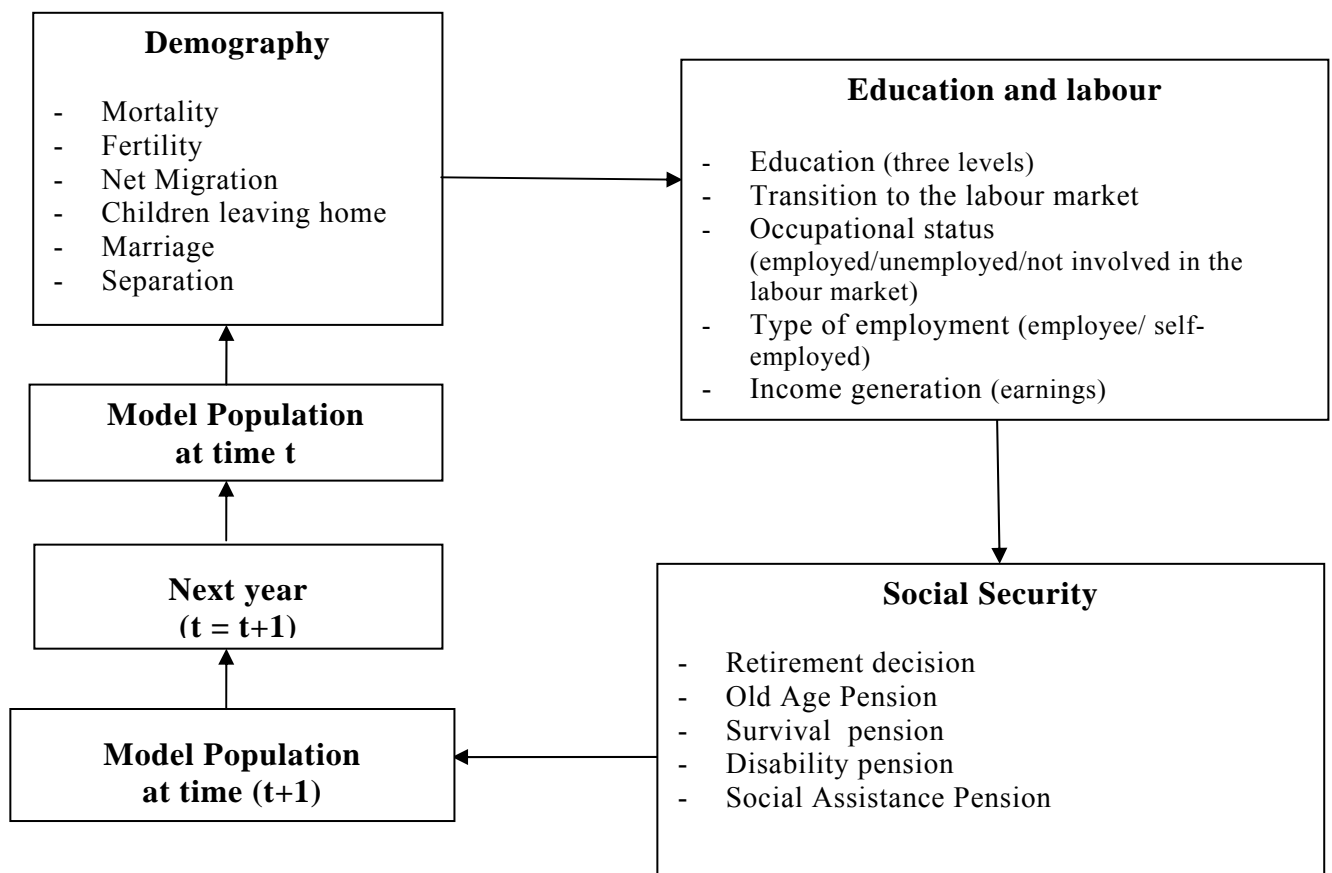 Demography
- Mortality
- Fertility
- Net Migration
- Children leaving home
- Marriage
- Separation
Education and labour
- Education (three levels)
- Transition to the labour market
- Occupational status
(employed/unemployed/not involved in the
labour market)
- Type of employment (employee/ self-
employed)
- Income generation (earnings)
Model Population
at time t
Next year
(t = t+1)
Model Population
at time (t+1)
Social Security
- Retirement decision
- Old Age Pension
- Survival pension
- Disability pension
- Social Assistance Pension